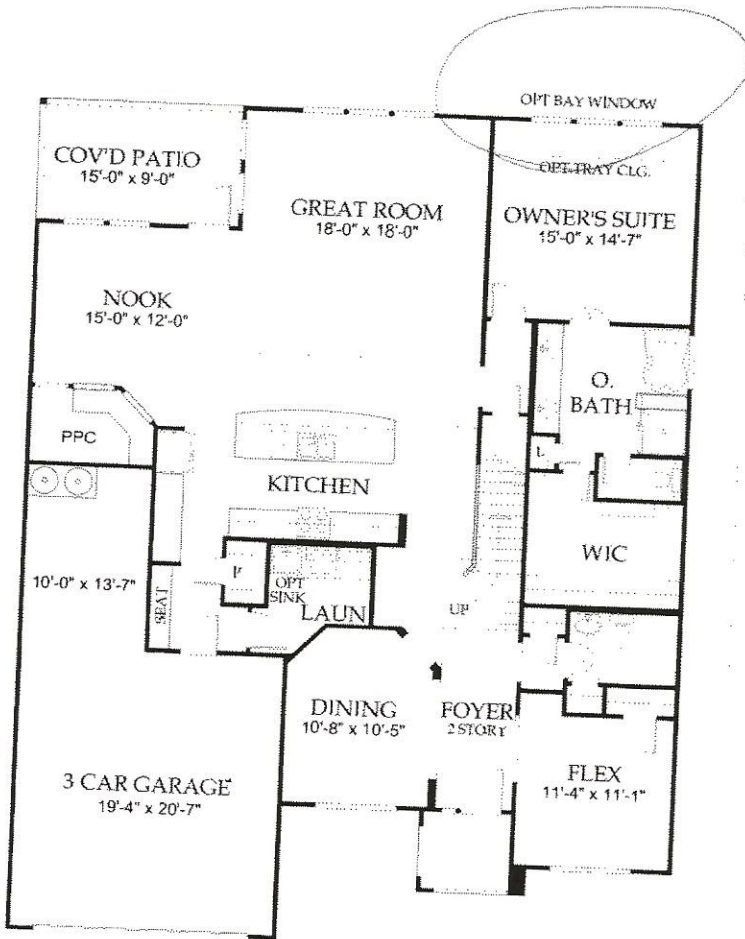 OPT BAY WINDOW
COV'D PATIO
15'-0" x 9'-0"
OPT TRAY CLG.
GREAT ROOM
18'-0" x 18'-0"
OWNER'S SUITE
15'-0" x 14'-7"
NOOK
15'-0" x 12'-0"
O.
BATH
PPC
L
KITCHEN
WIC
10'-0" x 13'-7"
P
OPT
SINK
SEAT
LAUN
UP
DINING
10'-8" x 10'-5"
FOYER
2 STORY
3 CAR GARAGE
19'-4" x 20'-7"
FLEX
11'-4" x 11'-1"